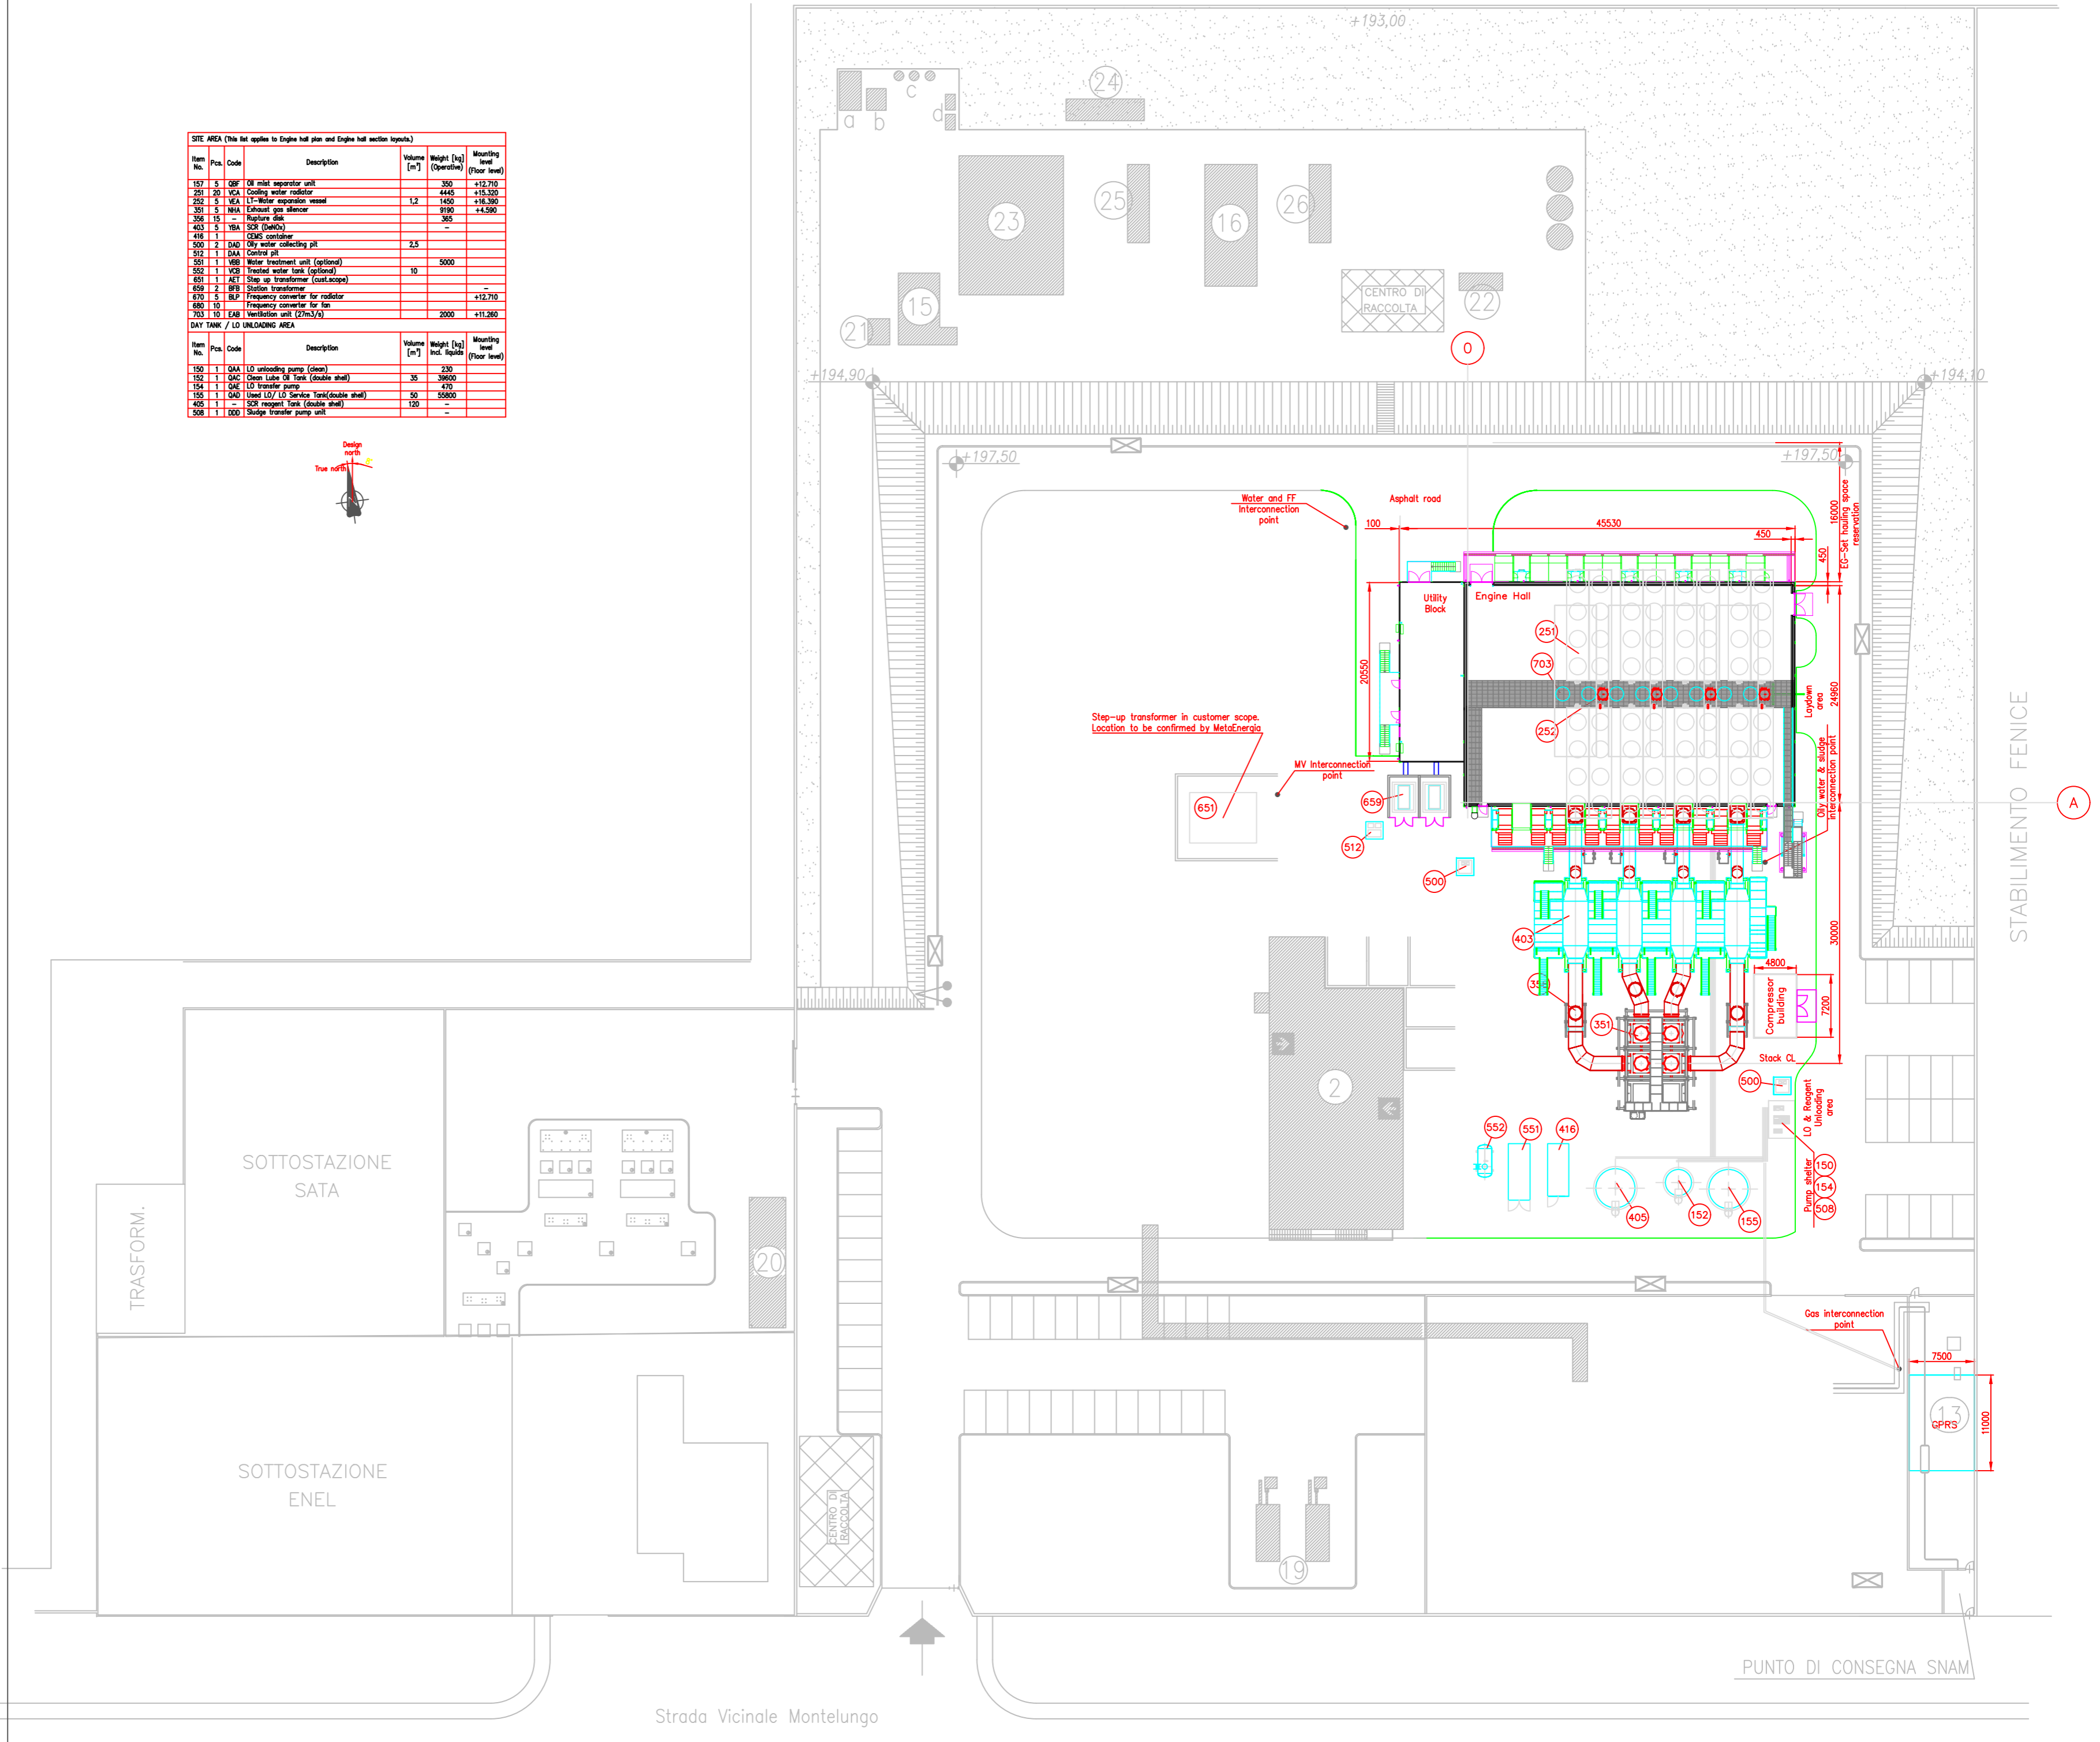 +193,00
24
a
b
c
d
23
25
16
26
15
21
22
CENTRO DI
RACCOLTA
O
+194,90
+194,10
+197,50
+197,50
SITE AREA (This list applies to Engine hall plan and Engine hall section layouts.)
Item No. Pcs. Code Description Volume [m³] Weight [kg] (Operative) Mounting level (Floor level)
157 5 QBF Oil mist separator unit 350 +12.710
251 20 VCA Cooling water radiator 4445 +15.320
252 5 VEA LT-Water expansion vessel 1,2 1450 +16.390
351 5 NHA Exhaust gas silencer 9190 +4.590
356 15 - Rupture disk 365
403 5 YBA SCR (DeNOx) -
416 1 CEMS container
500 2 DAD Oily water collecting pit 2,5
512 1 DAA Control pit
551 1 VBB Water treatment unit (optional) 5000
552 1 VCB Treated water tank (optional) 10
651 1 AET Step up transformer (cust.scope)
659 2 BFB Station transformer -
670 5 BLP Frequency converter for radiator +12.710
680 10 Frequency converter for fan
703 10 EAB Ventilation unit (27m3/s) 2000 +11.260
DAY TANK / LO UNLOADING AREA
Item No. Pcs. Code Description Volume [m³] Weight [kg] Incl. liquids Mounting level (Floor level)
150 1 QAA LO unloading pump (clean) 230
152 1 QAC Clean Lube Oil Tank (double shell) 35 39600
154 1 QAE LO transfer pump 470
155 1 QAD Used LO/ LO Service Tank(double shell) 50 55800
405 1 - SCR reagent Tank (double shell) 120 -
508 1 DDD Sludge transfer pump unit -
Design
north
True north
Water and FF
Interconnection
point
Asphalt road
100
45530
450
450
16000
EG-Set hauling space
reservation
Utility
Block
Engine Hall
20550
251
703
252
24960
Laydown
area
Oily water & sludge
interconnection point
Step-up transformer in customer scope.
Location to be confirmed by MetaEnergia
MV Interconnection
point
651
659
512
500
A
STABILIMENTO FENICE
403
30000
4800
7200
Compressor
building
351
Stack CL
500
2
LO & Reagent
Unloading
area
552
551
416
Pump shelter
150
154
508
405
152
155
SOTTOSTAZIONE
SATA
TRASFORM.
20
Gas interconnection
point
7500
13
GPRS
11000
SOTTOSTAZIONE
ENEL
CENTRO DI
RACCOLTA
19
PUNTO DI CONSEGNA SNAM
Strada Vicinale Montelungo